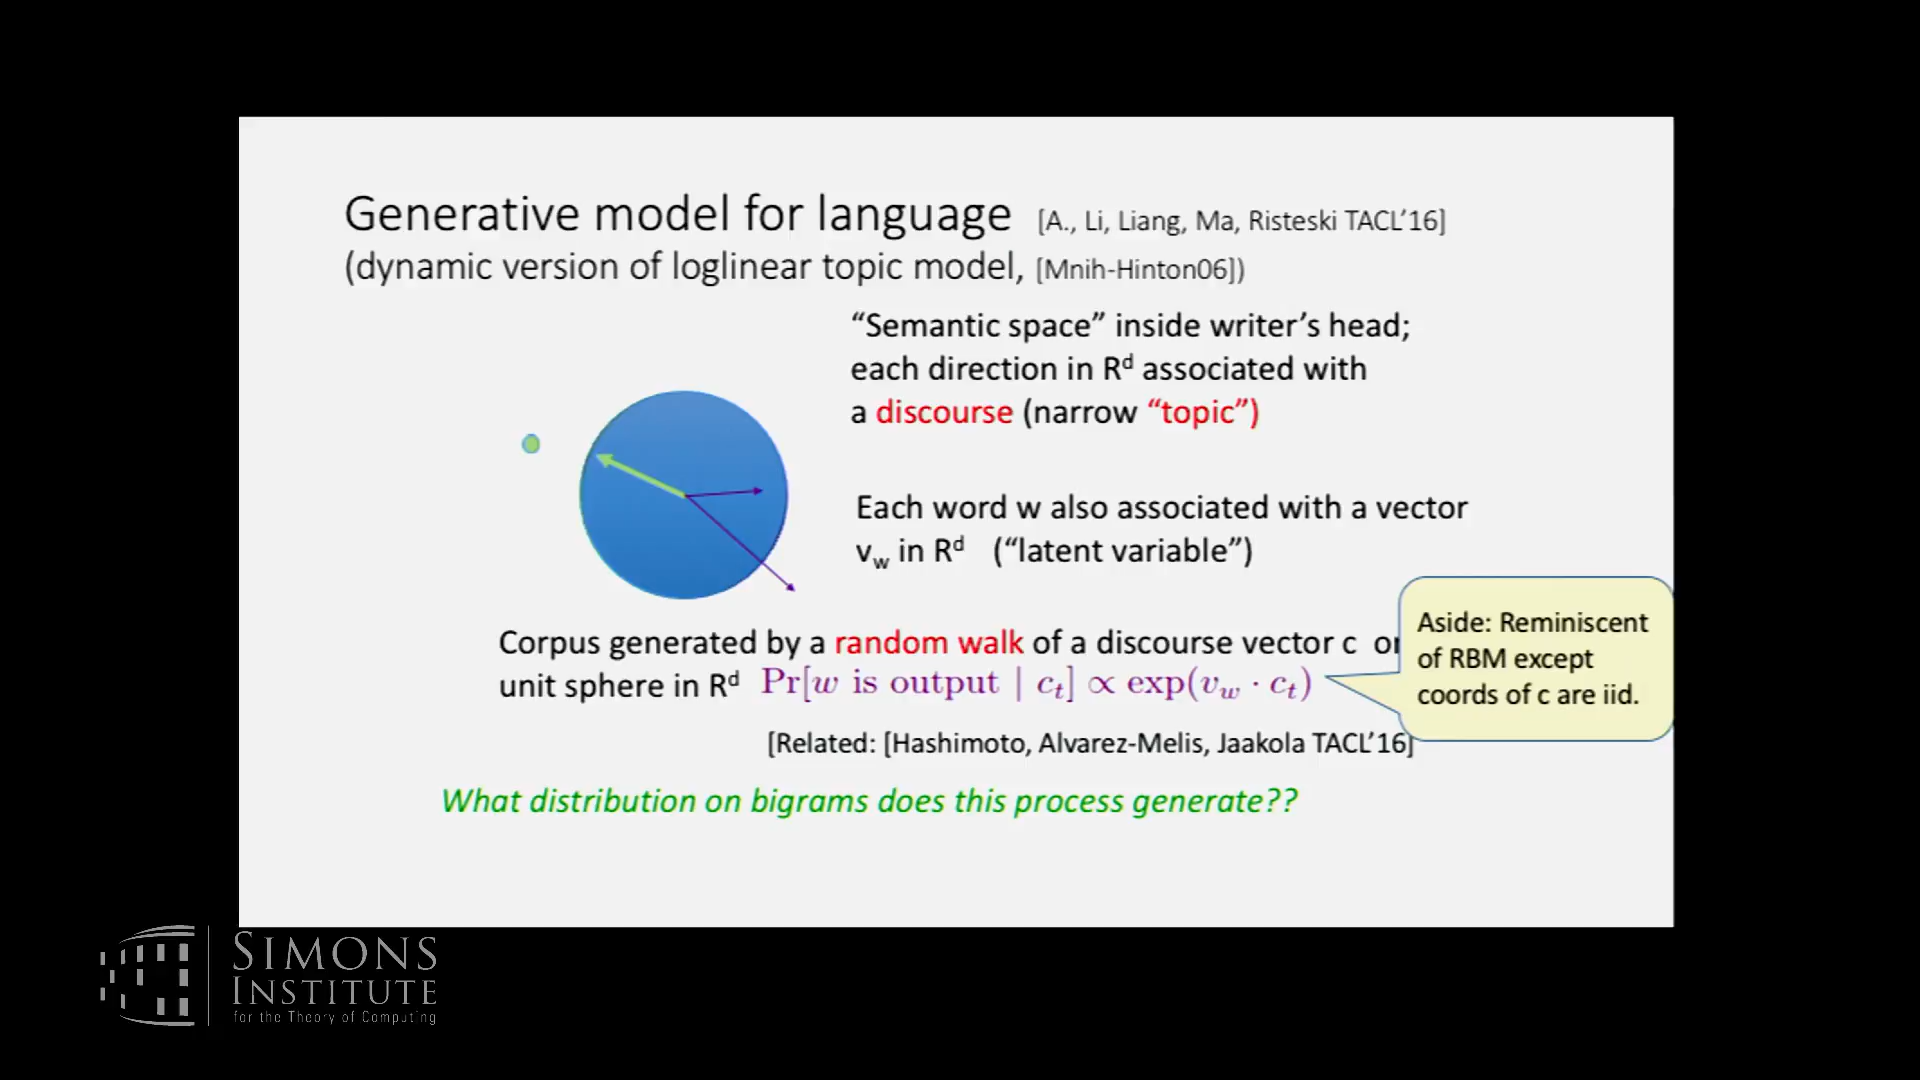 Generative model for language [A., Li, Liang, Ma, Risteski TACL’16]
(dynamic version of loglinear topic model, [Mnih-Hinton06])
“Semantic space” inside writer’s head;
each direction in Rᵈ associated with
a discourse (narrow “topic”)
Each word w also associated with a vector
v_w in Rᵈ (“latent variable”)
Corpus generated by a random walk of a discourse vector c
unit sphere in Rᵈ Pr[w is output | c_t] ∝ exp(v_w · c_t)
Aside: Reminiscent
of RBM except
coords of c are iid.
[Related: [Hashimoto, Alvarez-Melis, Jaakola TACL’16]
What distribution on bigrams does this process generate??
SIMONS
INSTITUTE
for the Theory of Computing